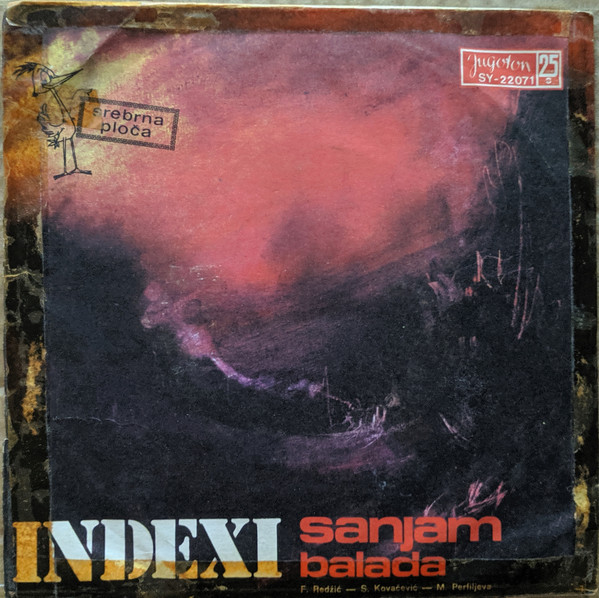 Jugoton 25
SY-22071 S
srebrna
ploča
INDEXI
sanjam
balada
F. Redžić — S. Kovačević — M. Perfiljeva